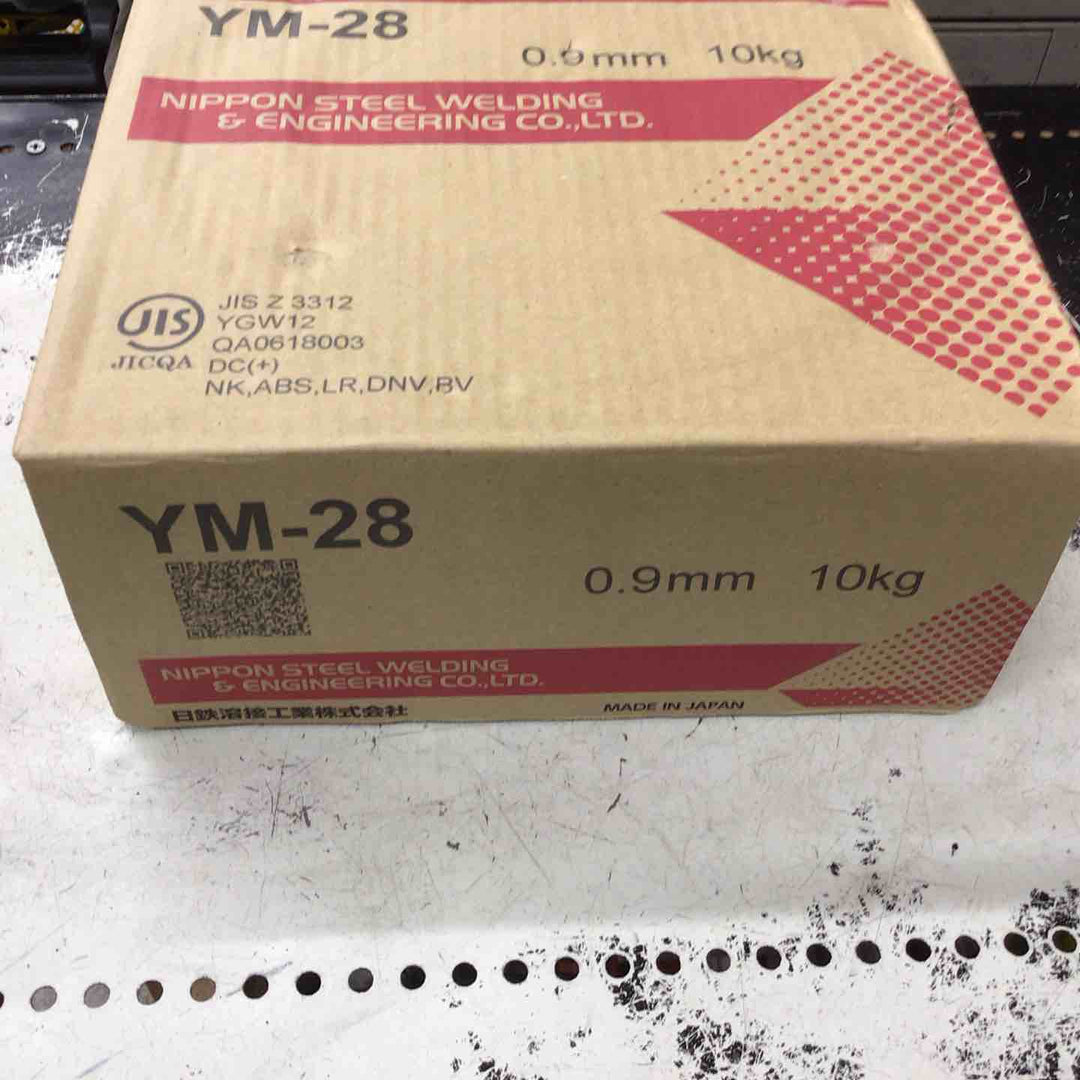 YM-28
0.9mm 10kg
NIPPON STEEL WELDING
& ENGINEERING CO.,LTD.
JIS
JICQA
JIS Z 3312
YGW12
QA0618003
DC(+)
NK,ABS,LR,DNV,BV
YM-28
0.9mm 10kg
NIPPON STEEL WELDING
& ENGINEERING CO.,LTD.
日鉄溶接工業株式会社
MADE IN JAPAN